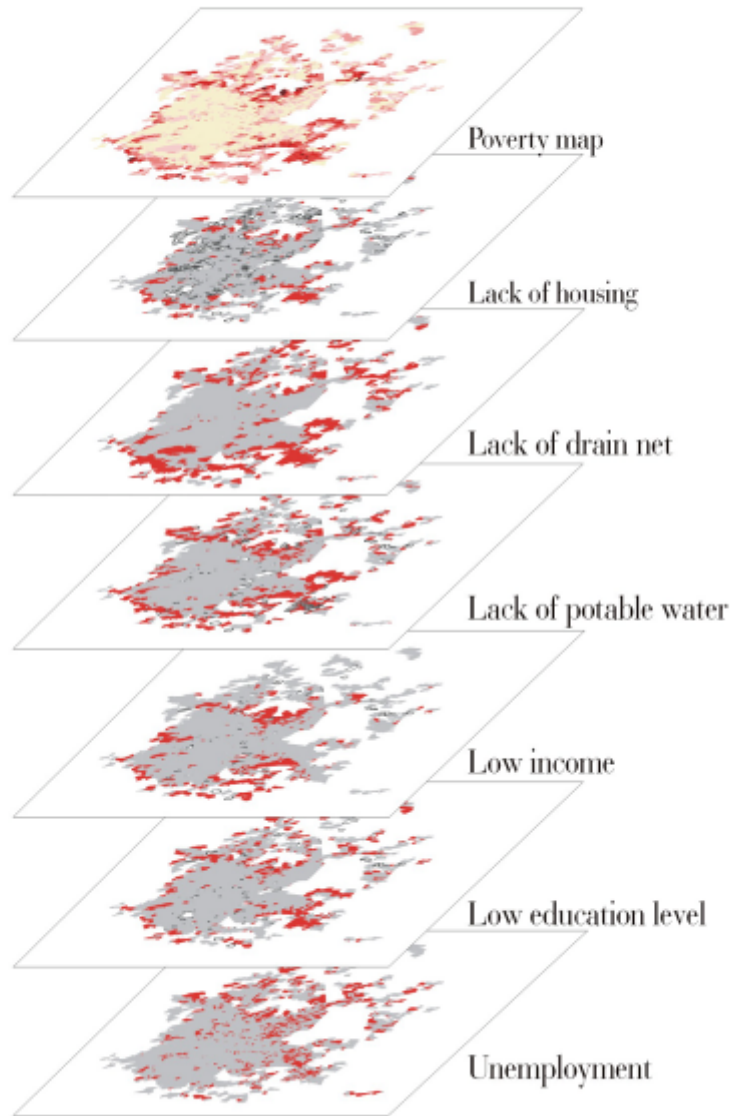 Poverty map
Lack of housing
Lack of drain net
Lack of potable water
Low income
Low education level
Unemployment